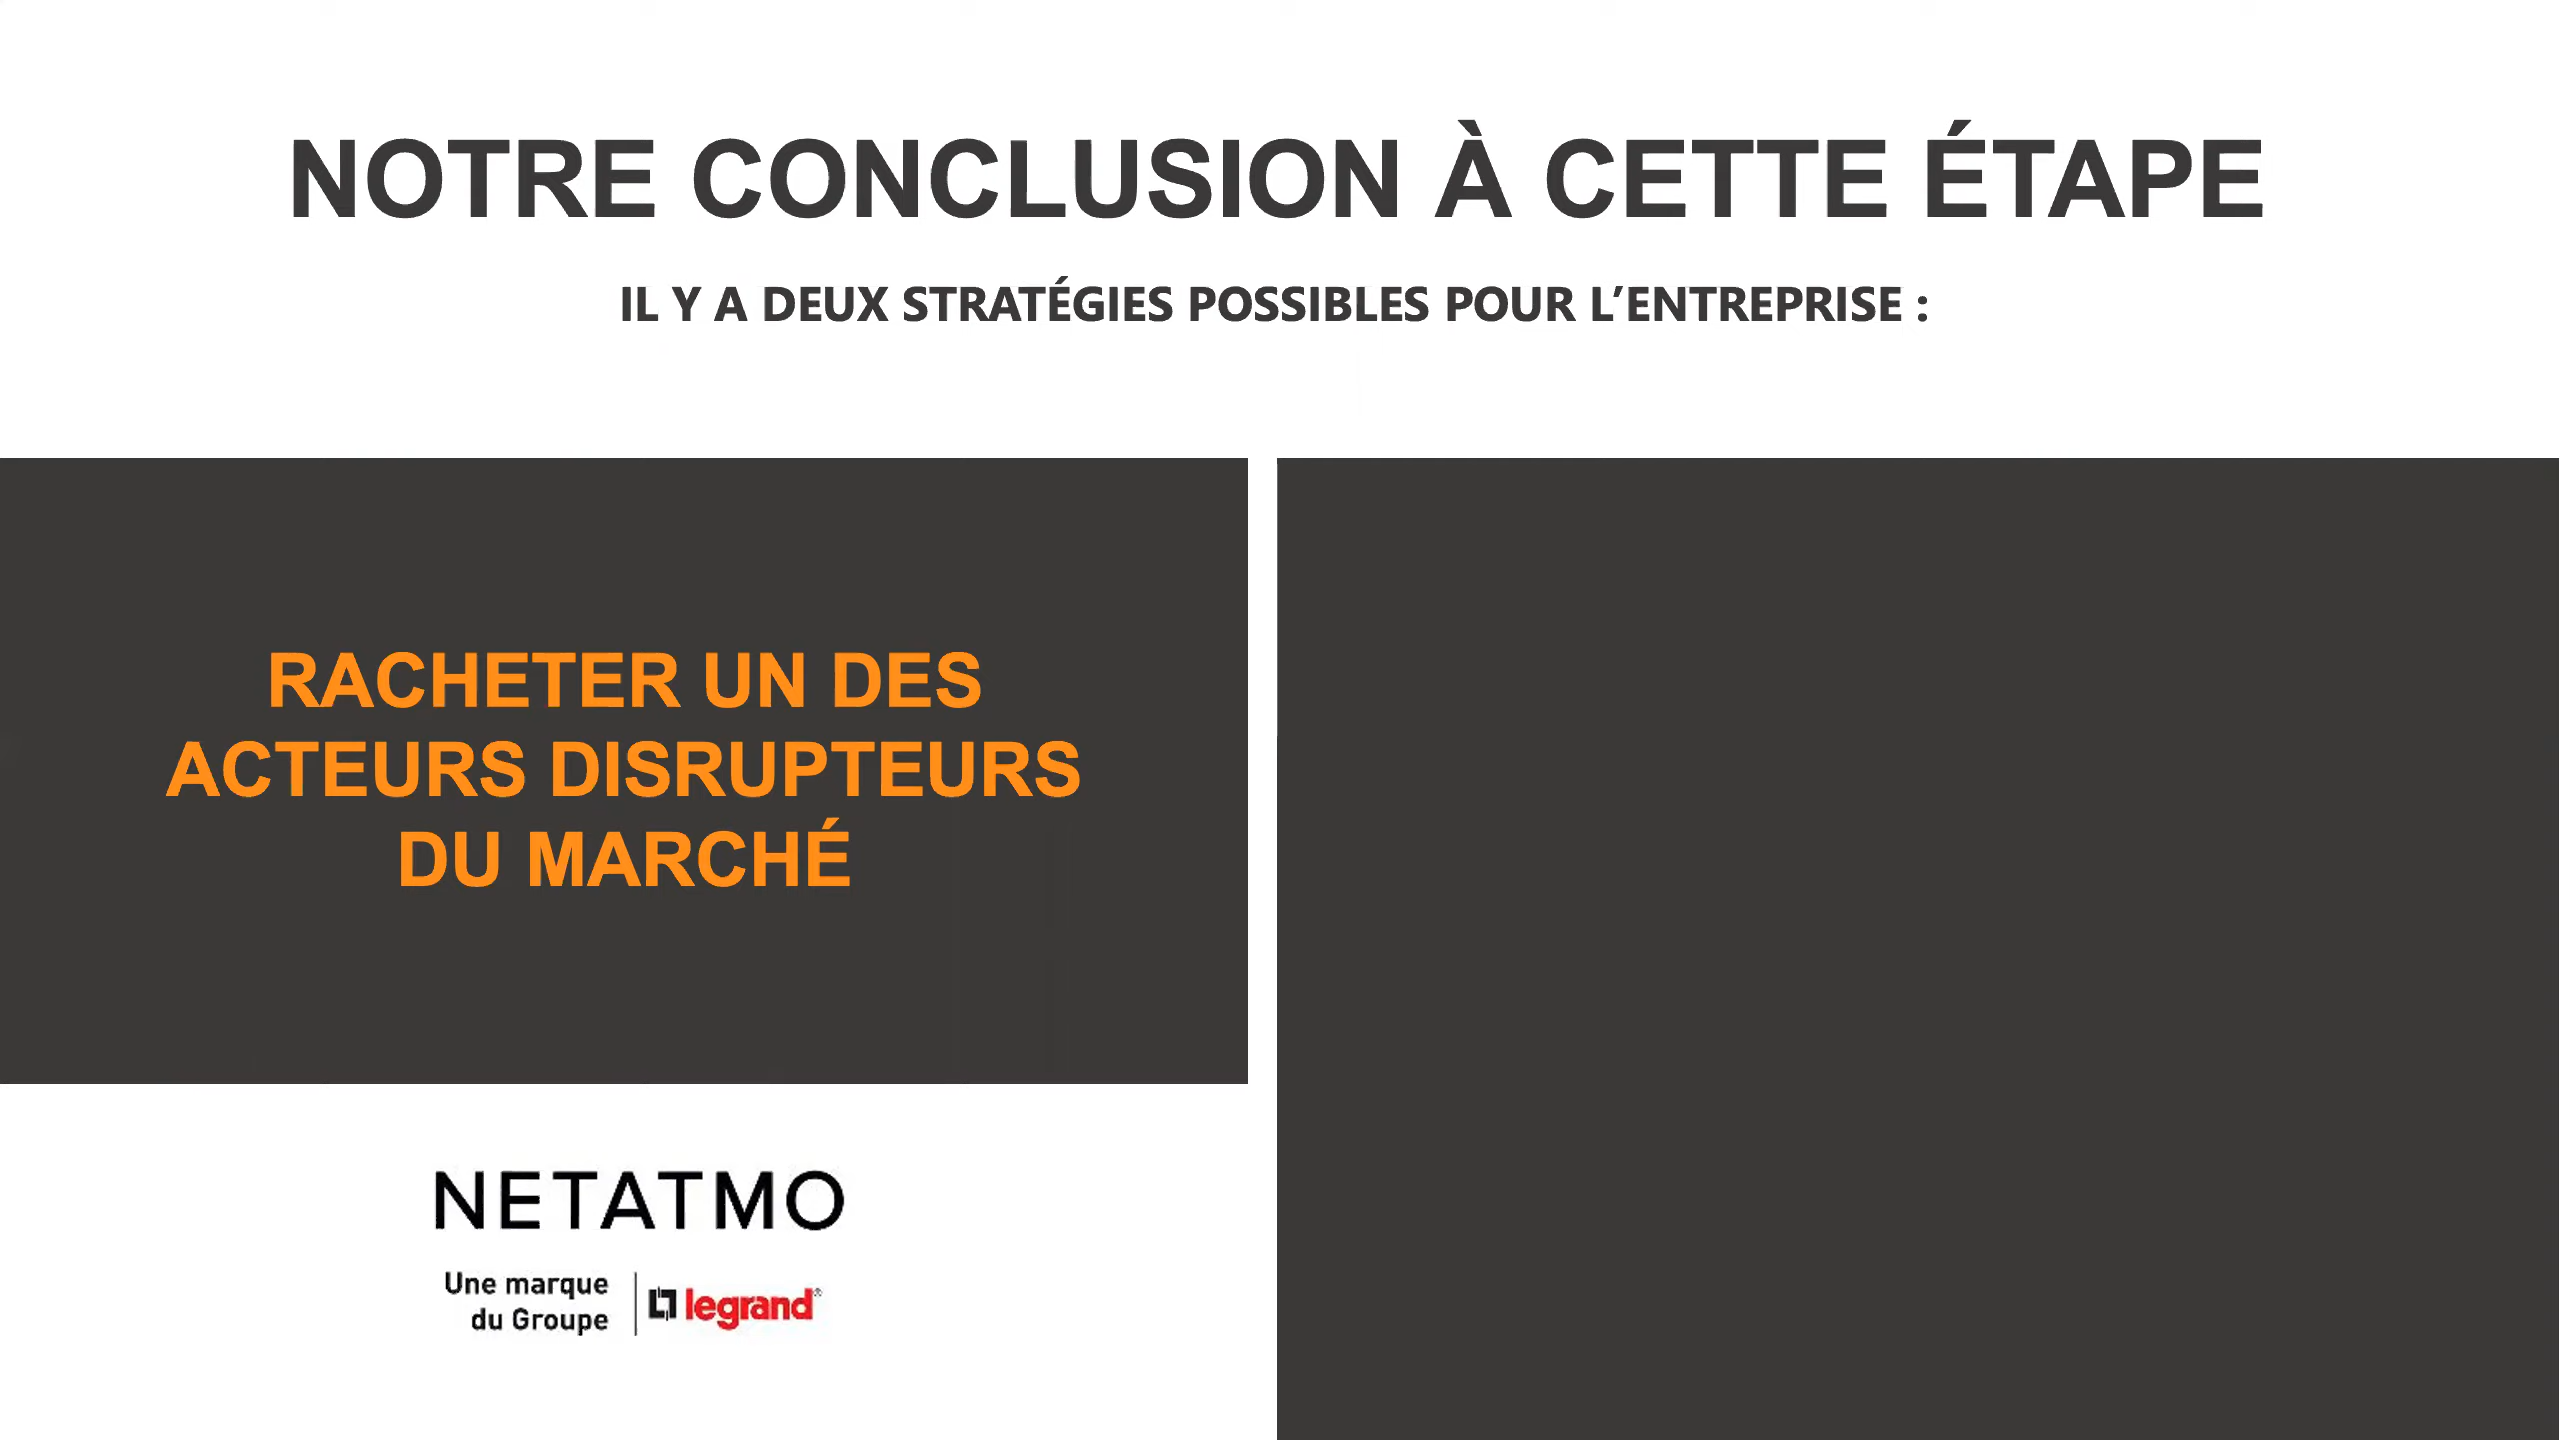 NOTRE CONCLUSION À CETTE ÉTAPE
IL Y A DEUX STRATÉGIES POSSIBLES POUR L’ENTREPRISE :
RACHETER UN DES
ACTEURS DISRUPTEURS
DU MARCHÉ
NETATMO
Une marque
du Groupe
legrand®